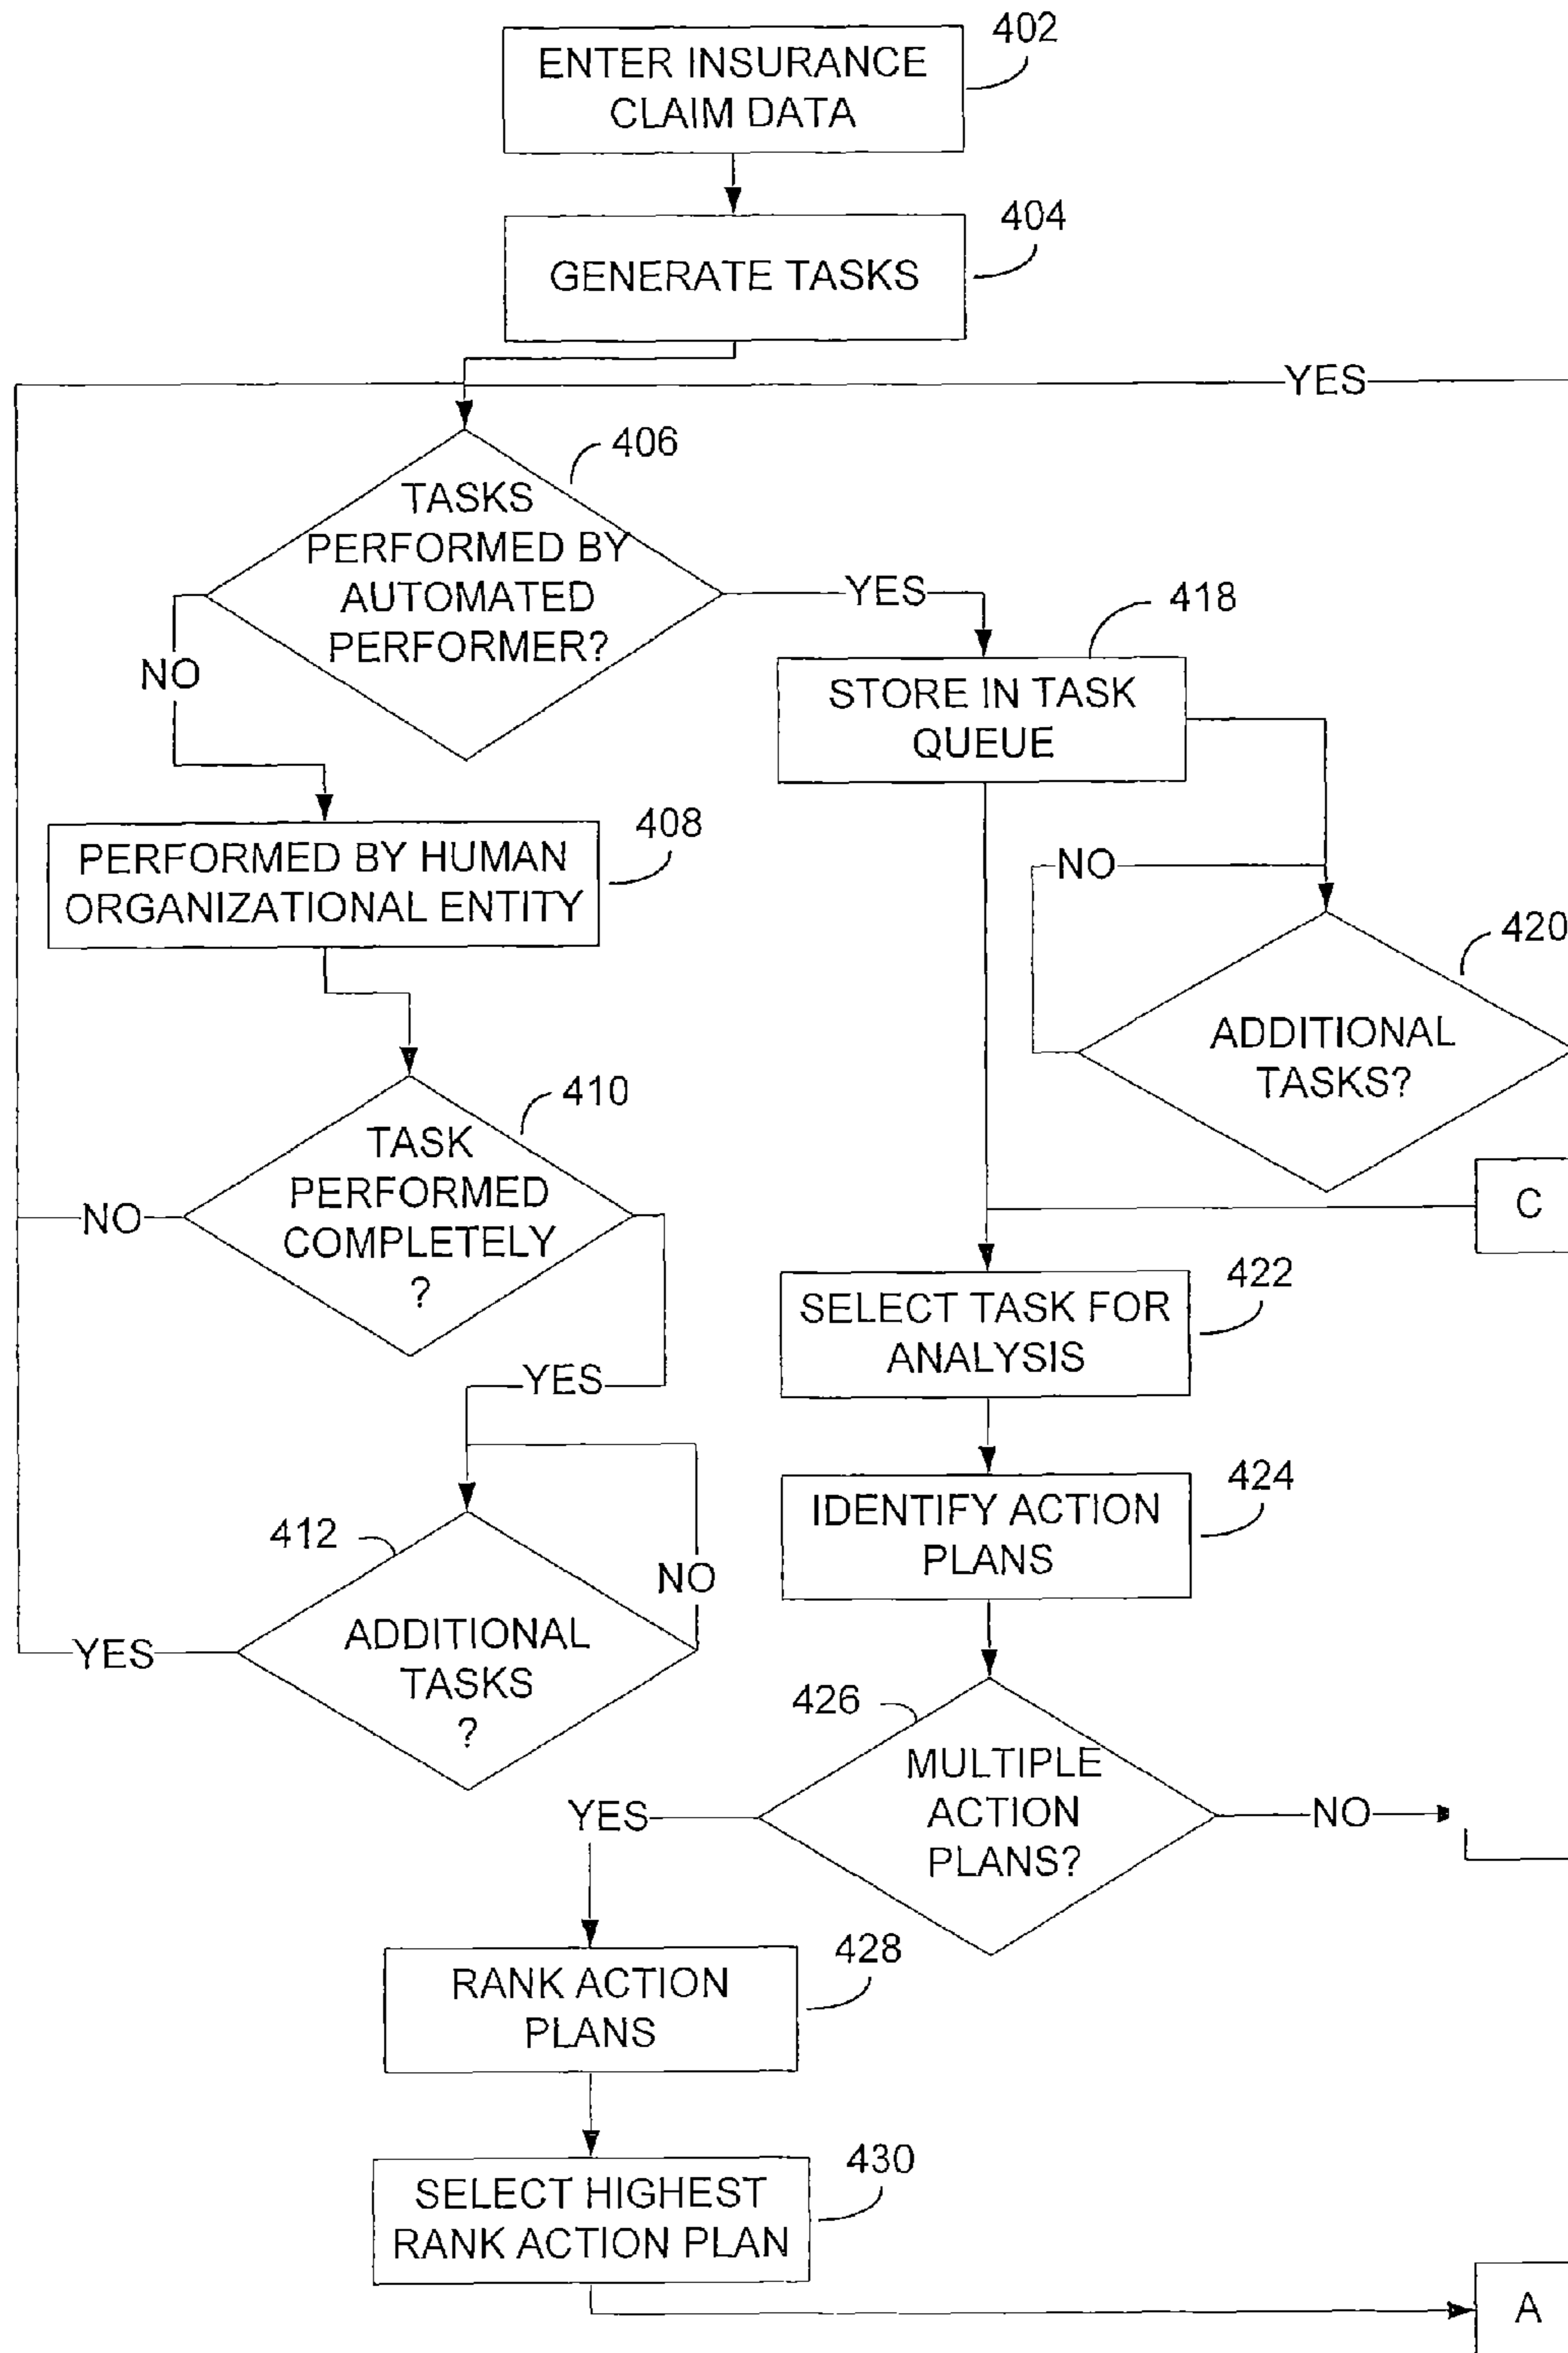 402
ENTER INSURANCE
CLAIM DATA
404
GENERATE TASKS
YES
406
TASKS
PERFORMED BY
AUTOMATED
PERFORMER?
YES
NO
418
STORE IN TASK
QUEUE
408
PERFORMED BY HUMAN
ORGANIZATIONAL ENTITY
NO
420
ADDITIONAL
TASKS?
410
TASK
PERFORMED
COMPLETELY
?
NO
YES
C
422
SELECT TASK FOR
ANALYSIS
424
IDENTIFY ACTION
PLANS
412
ADDITIONAL
TASKS
?
NO
YES
426
MULTIPLE
ACTION
PLANS?
YES
NO
428
RANK ACTION
PLANS
430
SELECT HIGHEST
RANK ACTION PLAN
A